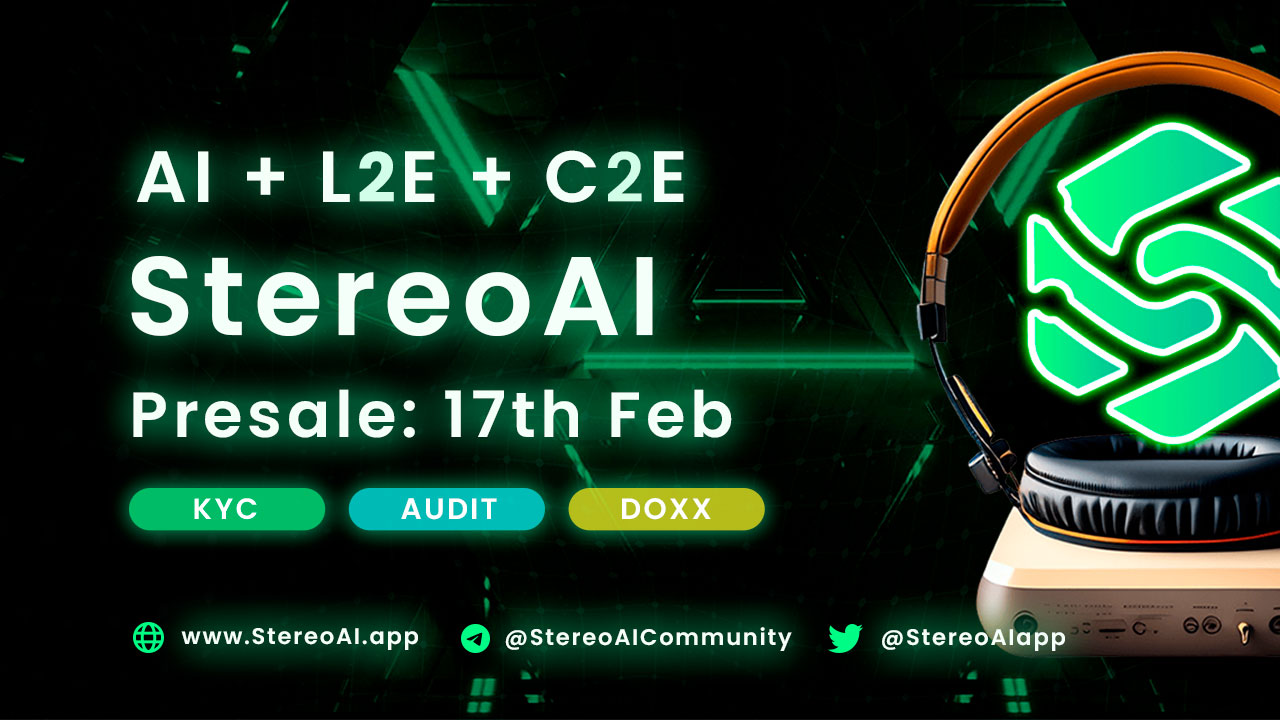 AI + L2E + C2E
StereoAI
Presale: 17th Feb
KYC AUDIT DOXX
www.StereoAI.app @StereoAICommunity @StereoAIapp